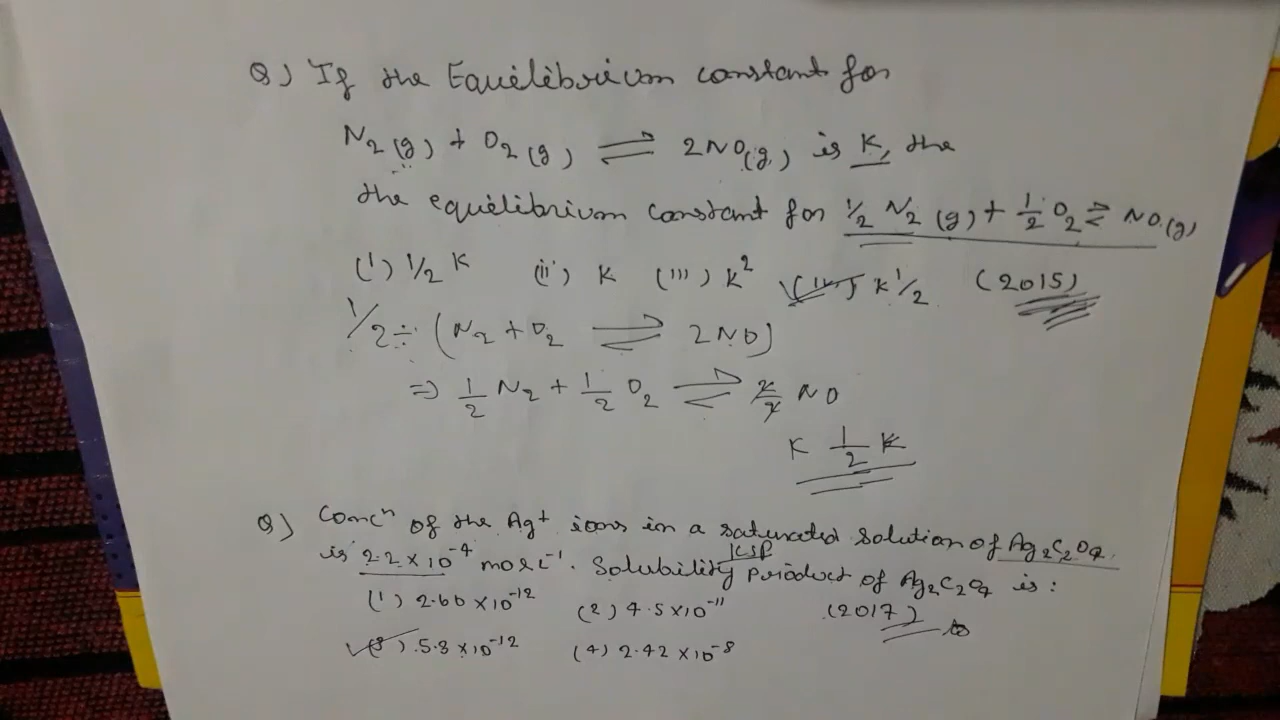 Q) If the Equilibrium constant for
N₂(g) + O₂(g) ⇌ 2NO(g) is K, the
the equilibrium constant for ½ N₂(g) + ½ O₂ ⇌ NO(g)
(i) ½ K (ii) K (iii) K² (iv) K½ (2015)
½ ÷ (N₂ + O₂ ⇌ 2NO)
⇒ ½ N₂ + ½ O₂ ⇌ 2/2 NO
K ½
Q) Concⁿ of the Ag⁺ ions in a saturated solution of Ag₂C₂O₄
is 2.2 × 10⁻⁴ mol L⁻¹. Solubility product of Ag₂C₂O₄ is:
Ksp
(1) 2.66 × 10⁻¹² (2) 4.5 × 10⁻¹¹ (2017)
(3) 5.3 × 10⁻¹² (4) 2.42 × 10⁻⁸